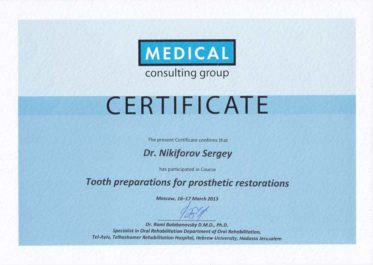 MEDICAL
consulting group
CERTIFICATE
The present Certificate confirms that
Dr. Nikiforov Sergey
has participated in Course
Tooth preparations for prosthetic restorations
Moscow, 16-17 March 2013
Dr. Rami Balabanovsky D.M.D., Ph.D.
Specialist in Oral Rehabilitation Department of Oral Rehabilitation,
Tel-Aviv, Telhashomer Rehabilitation Hospital, Hebrew University, Hadassa Jerusalem